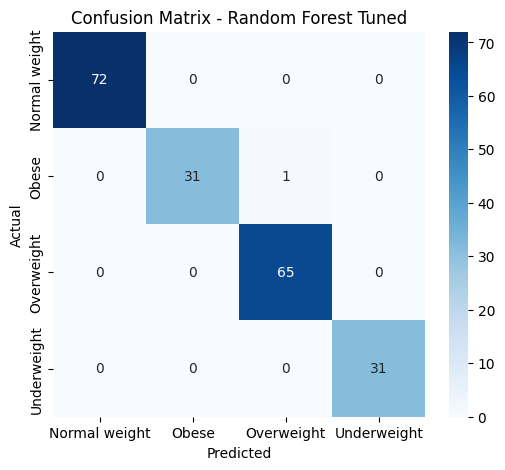 Confusion Matrix - Random Forest Tuned
Actual
Normal weight
72 0 0 0
Obese
0 31 1 0
Overweight
0 0 65 0
Underweight
0 0 0 31
Normal weight Obese Overweight Underweight
Predicted
70
60
50
40
30
20
10
0